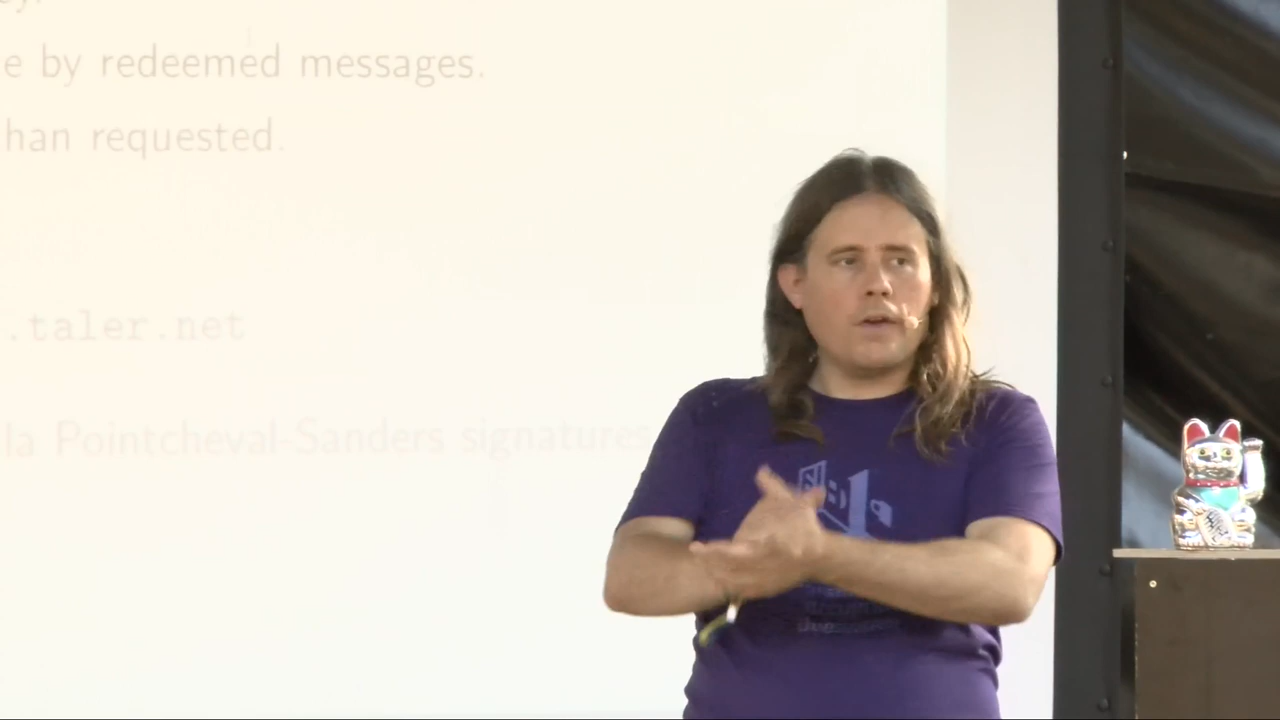 e by redeemed messages.
han requested.
.taler.net
la Pointcheval-Sanders signatures